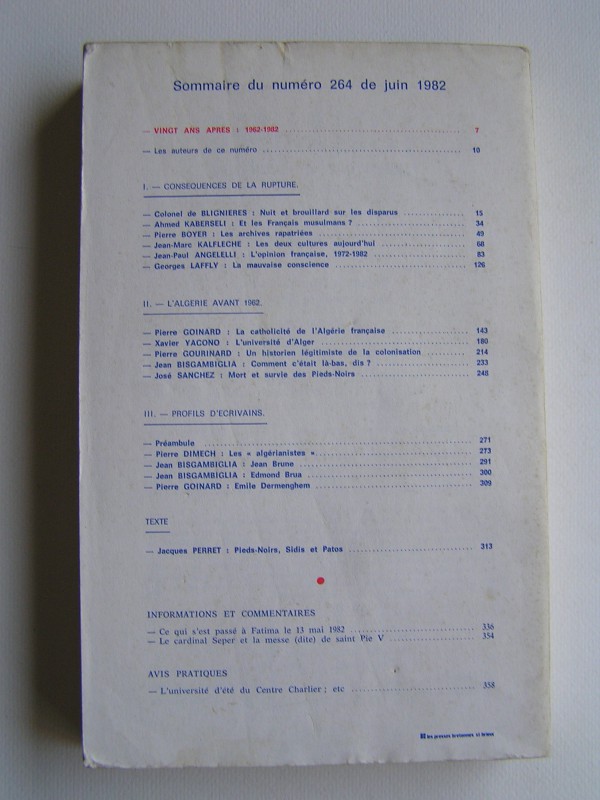 Sommaire du numéro 264 de juin 1982
— VINGT ANS APRES : 1962-1982 ........ 7
— Les auteurs de ce numéro ........ 10
I. — CONSEQUENCES DE LA RUPTURE.
— Colonel de BLIGNIERES : Nuit et brouillard sur les disparus ........ 15
— Ahmed KABERSELI : Et les Français musulmans ? ........ 34
— Pierre BOYER : Les archives rapatriées ........ 49
— Jean-Marc KALFLECHE : Les deux cultures aujourd'hui ........ 68
— Jean-Paul ANGELELLI : L'opinion française, 1972-1982 ........ 83
— Georges LAFFLY : La mauvaise conscience ........ 126
II. — L'ALGERIE AVANT 1962.
— Pierre GOINARD : La catholicité de l'Algérie française ........ 143
— Xavier YACONO : L'université d'Alger ........ 180
— Pierre GOURINARD : Un historien légitimiste de la colonisation ........ 214
— Jean BISGAMBIGLIA : Comment c'était là-bas, dis ? ........ 233
— José SANCHEZ : Mort et survie des Pieds-Noirs ........ 248
III. — PROFILS D'ECRIVAINS.
— Préambule ........ 271
— Pierre DIMECH : Les « algérianistes » ........ 273
— Jean BISGAMBIGLIA : Jean Brune ........ 291
— Jean BISGAMBIGLIA : Edmond Brua ........ 300
— Pierre GOINARD : Emile Dermenghem ........ 309
TEXTE
— Jacques PERRET : Pieds-Noirs, Sidis et Patos ........ 313
INFORMATIONS ET COMMENTAIRES
— Ce qui s'est passé à Fatima le 13 mai 1982 ........ 336
— Le cardinal Seper et la messe (dite) de saint Pie V ........ 354
AVIS PRATIQUES
— L'université d'été du Centre Charlier ; etc ........ 358
les presses bretonnes